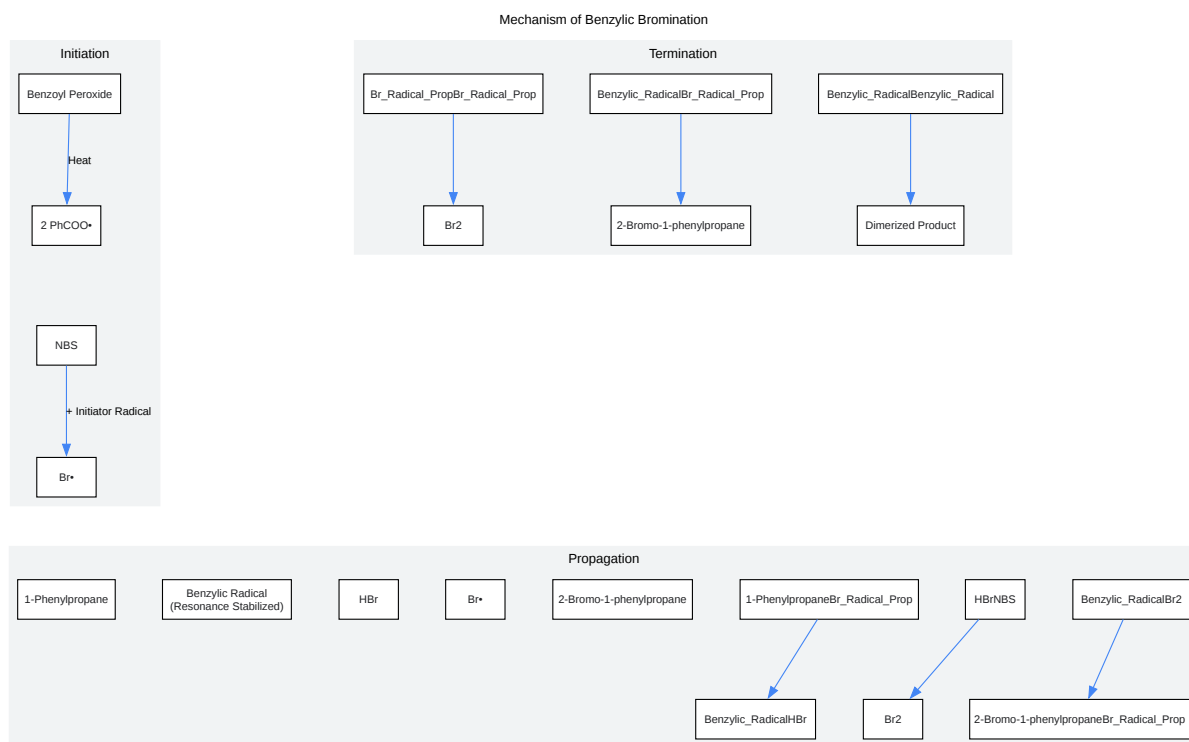 Mechanism of Benzylic Bromination
Initiation
Benzoyl Peroxide
Heat
2 PhCOO•
NBS
+ Initiator Radical
Br•
Termination
Br_Radical_PropBr_Radical_Prop
Benzylic_RadicalBr_Radical_Prop
Benzylic_RadicalBenzylic_Radical
Br2
2-Bromo-1-phenylpropane
Dimerized Product
Propagation
1-Phenylpropane
Benzylic Radical
(Resonance Stabilized)
HBr
Br•
2-Bromo-1-phenylpropane
1-PhenylpropaneBr_Radical_Prop
HBrNBS
Benzylic_RadicalBr2
Benzylic_RadicalHBr
Br2
2-Bromo-1-phenylpropaneBr_Radical_Prop